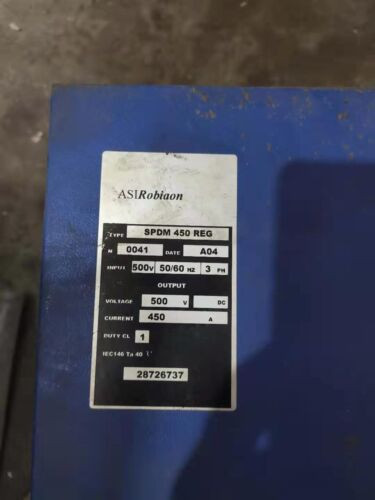 ASIRobiaon
TYPE SPDM 450 REG
N 0041 DATE A04
INPUT 500V 50/60 HZ 3 PH
OUTPUT
VOLTAGE 500 V DC
CURRENT 450 A
DUTY CL 1
IEC146 Ta 40
28726737